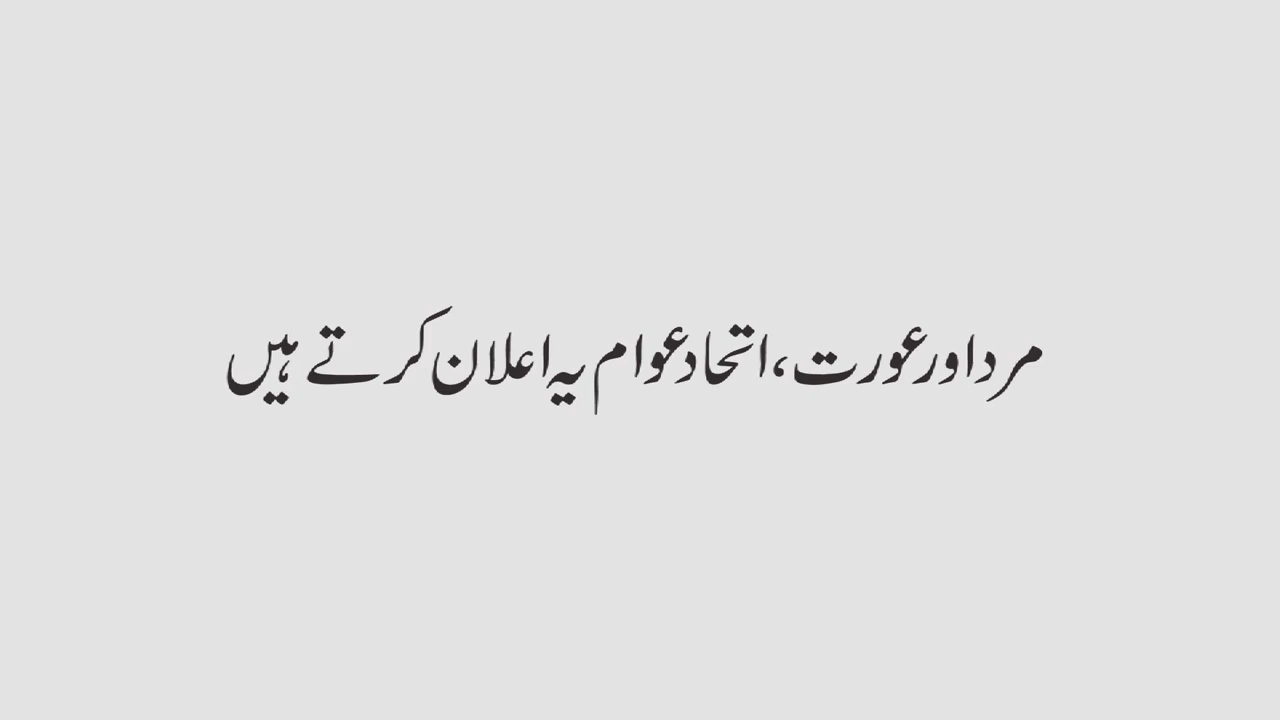 مرد اور عورت، اتحاد عوام یہ اعلان کرتے ہیں